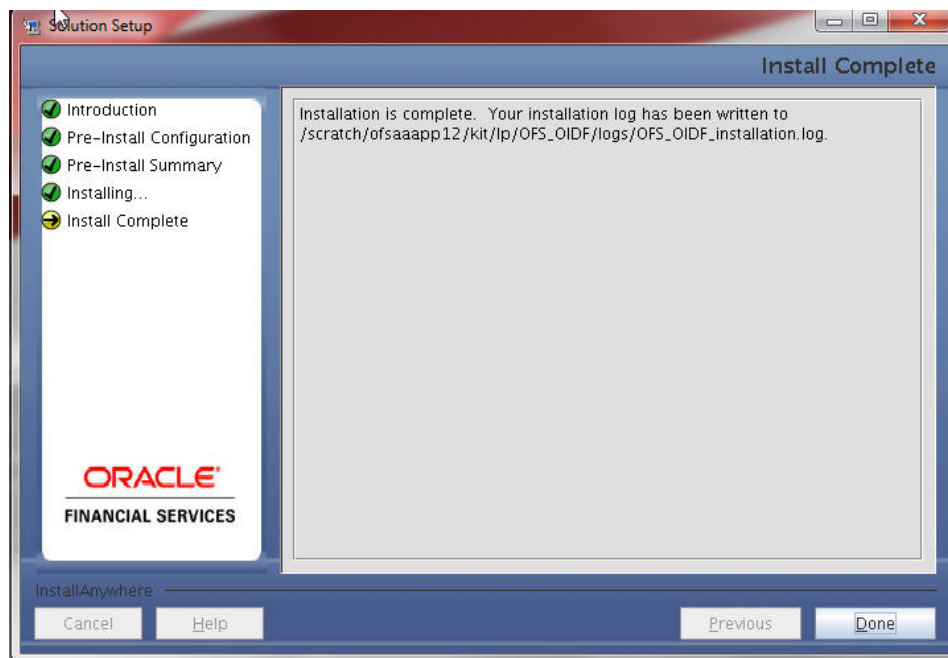 Solution Setup
Install Complete
Introduction
Pre-Install Configuration
Pre-Install Summary
Installing...
Install Complete
Installation is complete. Your installation log has been written to
/scratch/ofsaaapp12/kit/lp/OFS_OIDF/logs/OFS_OIDF_installation.log.
ORACLE'
FINANCIAL SERVICES
InstallAnywhere
Cancel
Help
Previous
Done